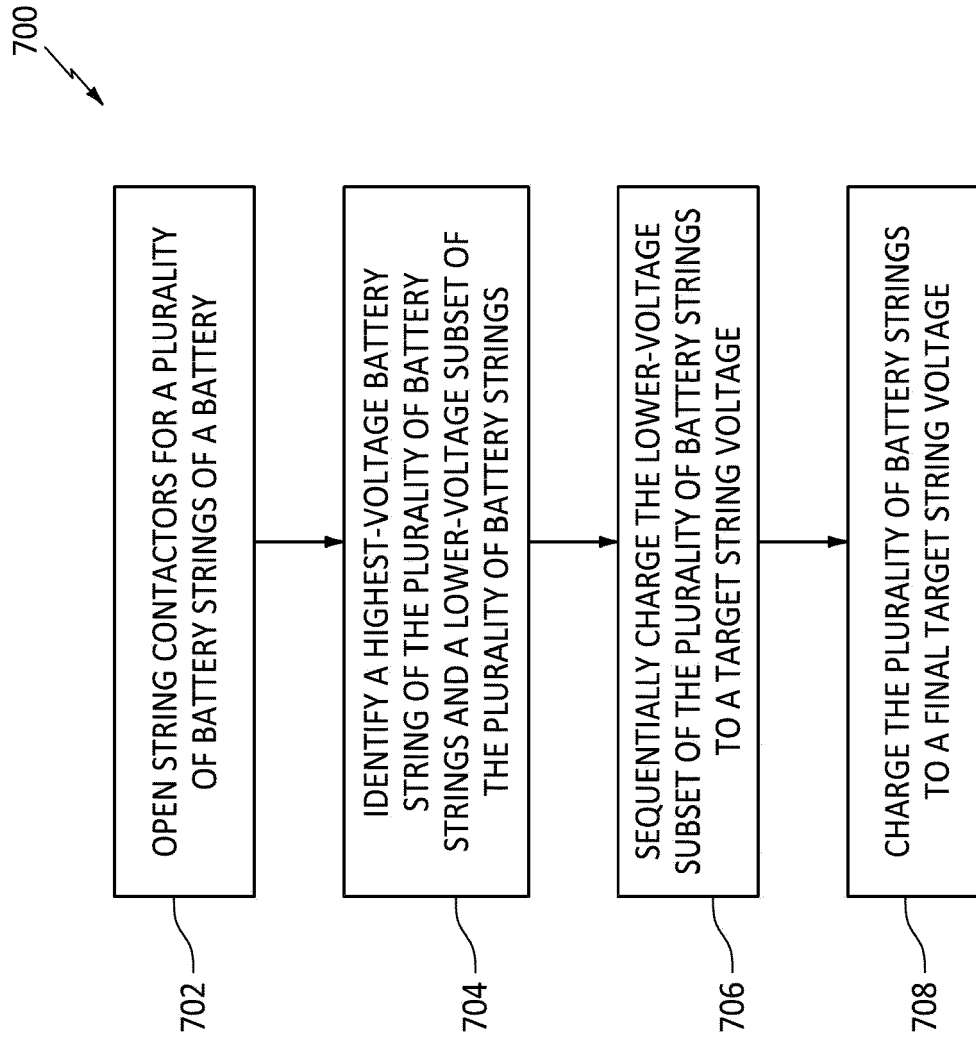 700
OPEN STRING CONTACTORS FOR A PLURALITY
OF BATTERY STRINGS OF A BATTERY
702
IDENTIFY A HIGHEST-VOLTAGE BATTERY
STRING OF THE PLURALITY OF BATTERY
STRINGS AND A LOWER-VOLTAGE SUBSET OF
THE PLURALITY OF BATTERY STRINGS
704
SEQUENTIALLY CHARGE THE LOWER-VOLTAGE
SUBSET OF THE PLURALITY OF BATTERY STRINGS
TO A TARGET STRING VOLTAGE
706
CHARGE THE PLURALITY OF BATTERY STRINGS
TO A FINAL TARGET STRING VOLTAGE
708